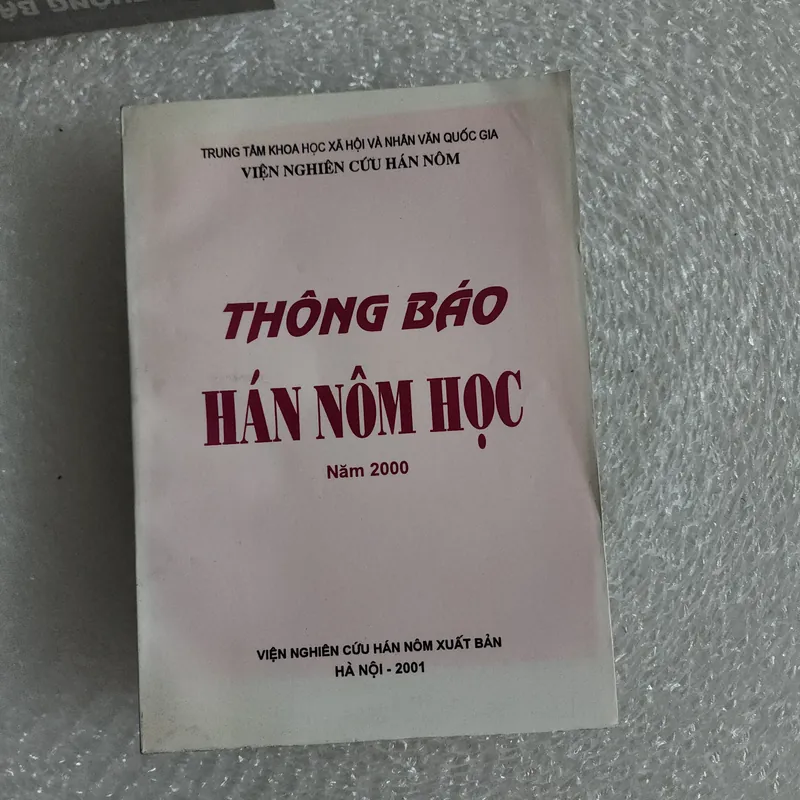 TRUNG TÂM KHOA HỌC XÃ HỘI VÀ NHÂN VĂN QUỐC GIA
VIỆN NGHIÊN CỨU HÁN NÔM
THÔNG BÁO
HÁN NÔM HỌC
Năm 2000
VIỆN NGHIÊN CỨU HÁN NÔM XUẤT BẢN
HÀ NỘI - 2001